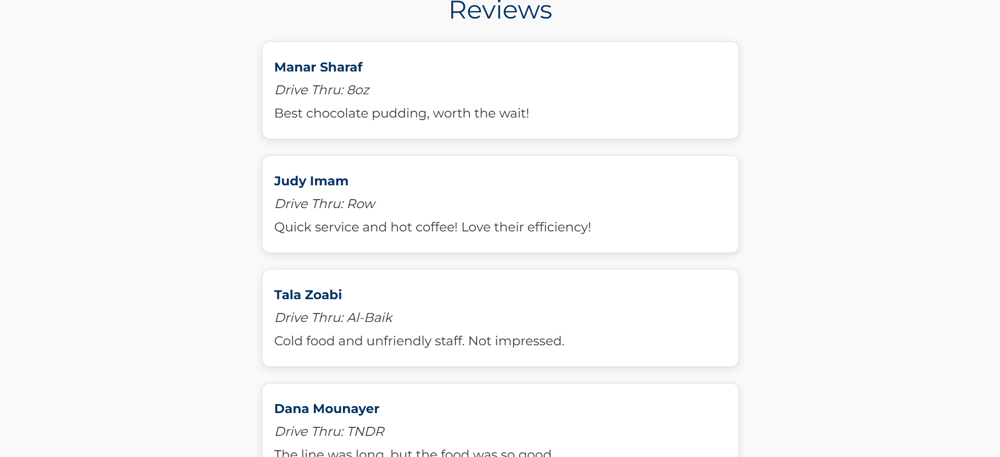 Reviews
Manar Sharaf
Drive Thru: 8oz
Best chocolate pudding, worth the wait!
Judy Imam
Drive Thru: Row
Quick service and hot coffee! Love their efficiency!
Tala Zoabi
Drive Thru: Al-Baik
Cold food and unfriendly staff. Not impressed.
Dana Mounayer
Drive Thru: TNDR
The line was long, but the food was so good